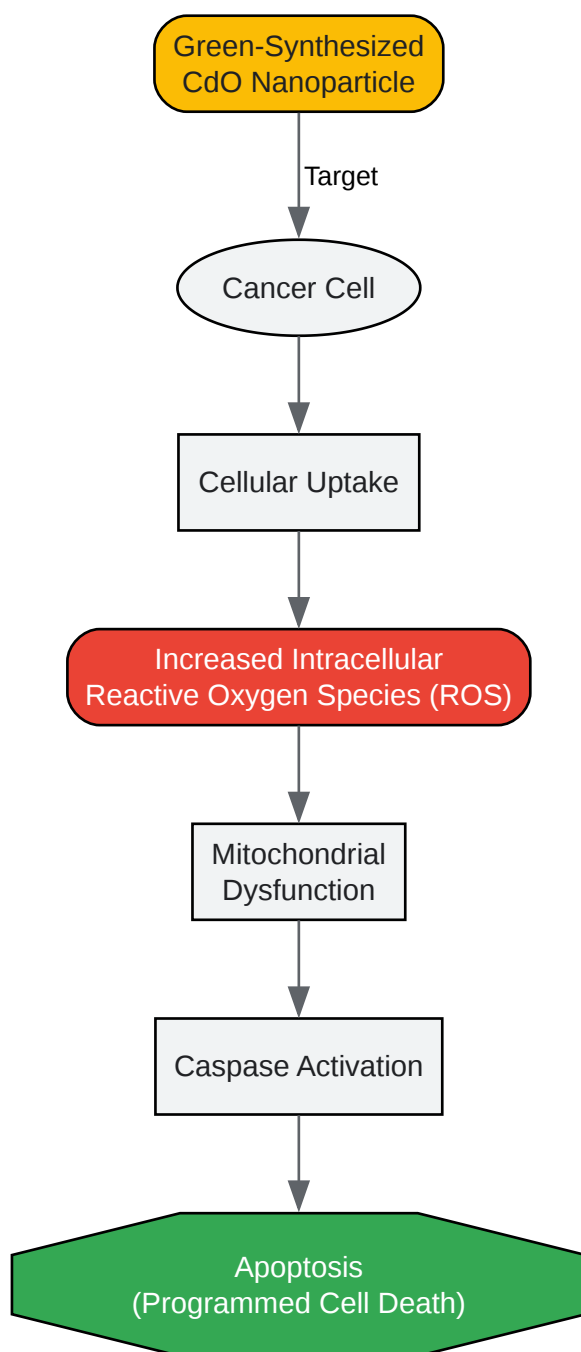 Green-Synthesized
CdO Nanoparticle
Target
Cancer Cell
Cellular Uptake
Increased Intracellular
Reactive Oxygen Species (ROS)
Mitochondrial
Dysfunction
Caspase Activation
Apoptosis
(Programmed Cell Death)